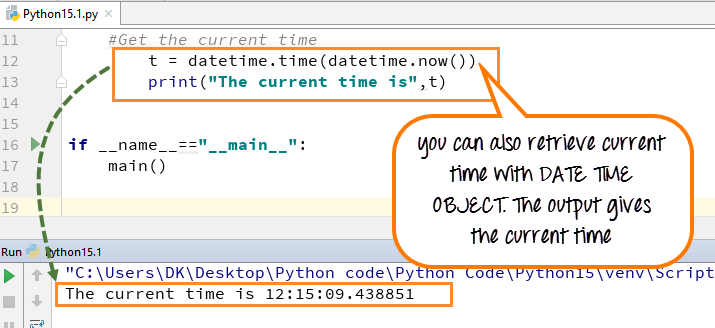 Python15.1.py ×
11 #Get the current time
12 t = datetime.time(datetime.now())
13 print("The current time is",t)
14
15
16 if __name__=="__main__":
17 main()
18
19
you can also retrieve current
time with DATE TIME
OBJECT. The output gives
the current time
Run Python15.1
"C:\Users\DK\Desktop\Python code\Python Code\Python15\venv\Script
The current time is 12:15:09.438851